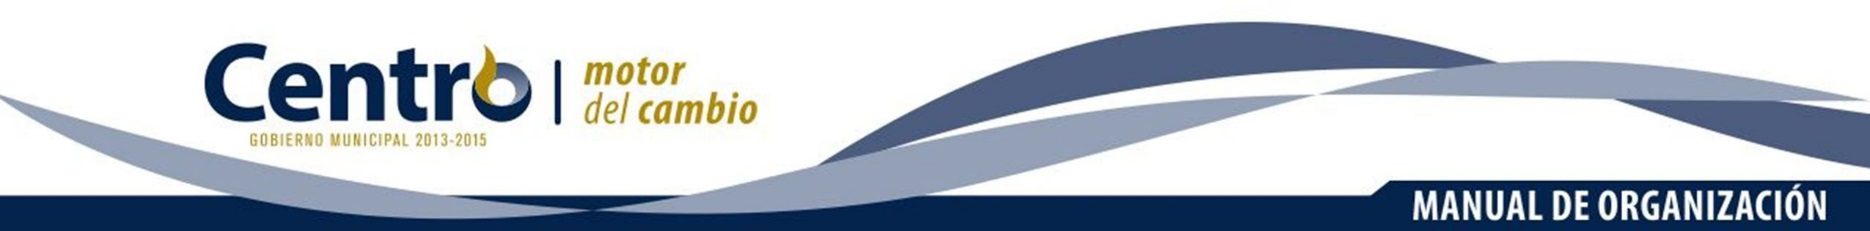 Centro
motor
del cambio
GOBIERNO MUNICIPAL 2013-2015
MANUAL DE ORGANIZACIÓN